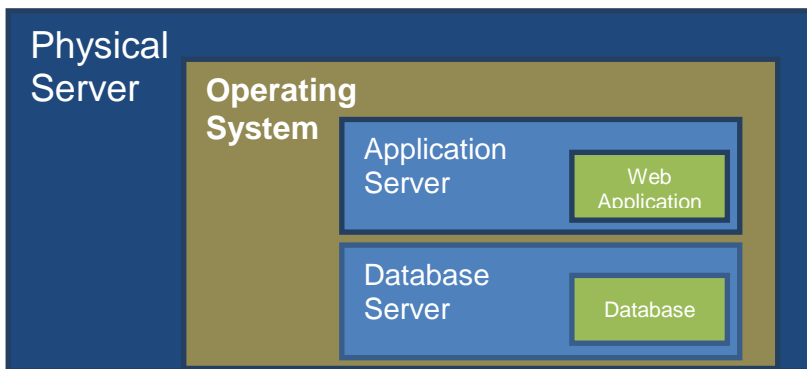 Physical
Server
Operating
System
Application
Server
Web
Application
Database
Server
Database